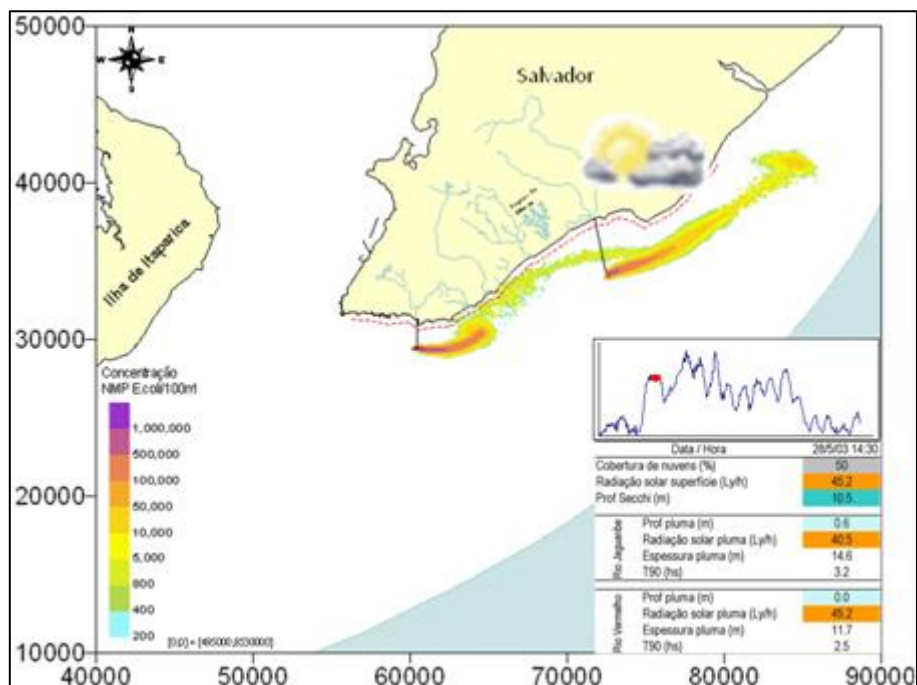 50000
N
W
E
S
Salvador
40000
Ilha de Itaparica
30000
Concentração
NMP E.coli/100ml
1,000,000
500,000
100,000
50,000
10,000
5,000
800
400
200
Data / Hora 28/5/03 14:30
Cobertura de nuvens (%) 50
Radiação solar superfície (Ly/h) 45.2
Prof Secchi (m) 10.5
Rio Jaguaribe
Prof pluma (m) 0.6
Radiação solar pluma (Ly/h) 40.5
Espessura pluma (m) 14.6
T90 (hs) 3.2
Rio Vermelho
Prof pluma (m) 0.0
Radiação solar pluma (Ly/h) 45.2
Espessura pluma (m) 11.7
T90 (hs) 2.5
20000
[0,0] = [495000,8530000]
10000
40000 50000 60000 70000 80000 90000